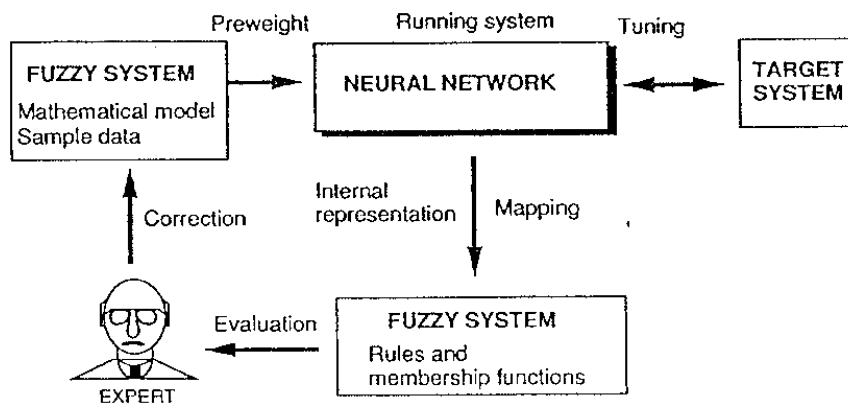 Preweight
Running system
Tuning
FUZZY SYSTEM
Mathematical model
Sample data
NEURAL NETWORK
TARGET
SYSTEM
Correction
Internal
representation
Mapping
Evaluation
FUZZY SYSTEM
Rules and
membership functions
EXPERT